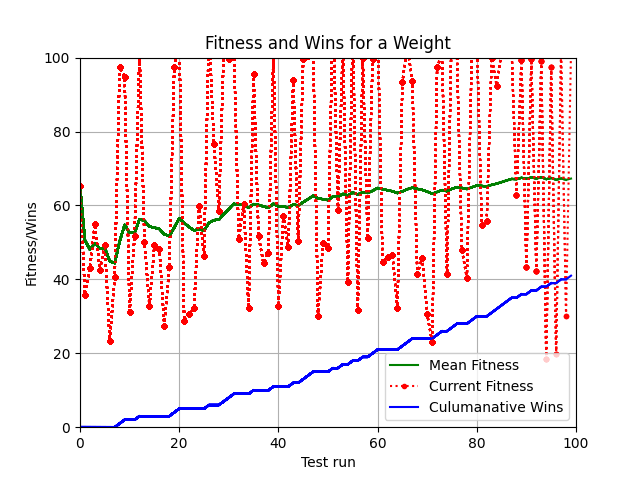 Fitness and Wins for a Weight
Fitness/Wins
100
80
60
40
20
0
0 20 40 60 80 100
Test run
Mean Fitness
Current Fitness
Culumanative Wins